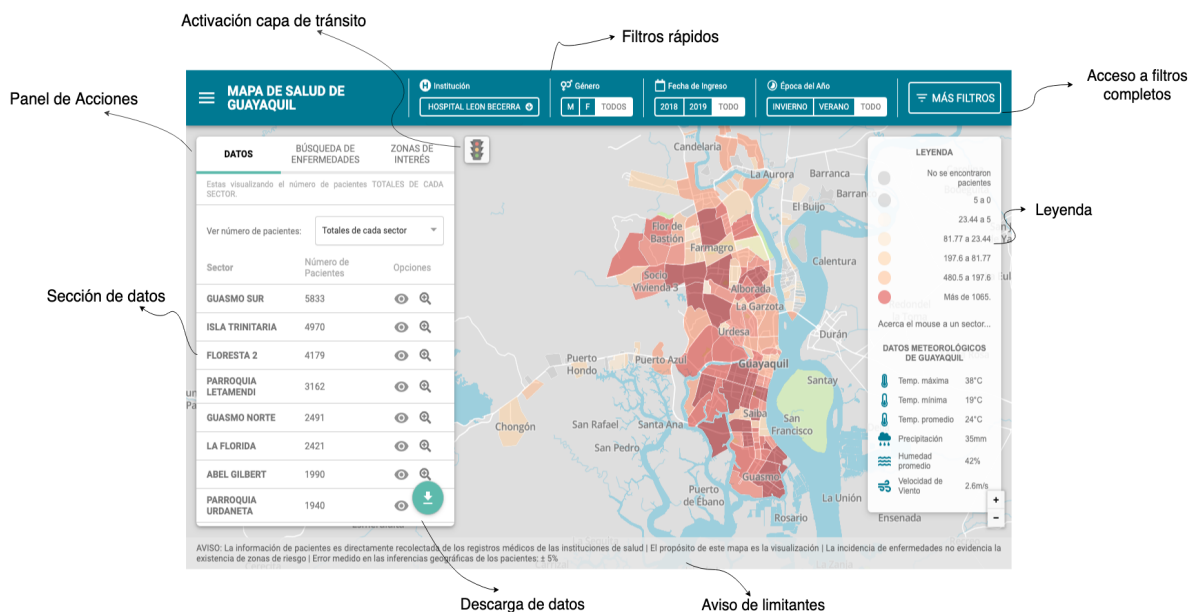 Activación capa de tránsito
Filtros rápidos
Acceso a filtros
completos
Panel de Acciones
MAPA DE SALUD DE
GUAYAQUIL
Institución
HOSPITAL LEON BECERRA
Género
M F TODOS
Fecha de Ingreso
2018 2019 TODO
Época del Año
INVIERNO VERANO TODO
MÁS FILTROS
DATOS
BÚSQUEDA DE
ENFERMEDADES
ZONAS DE
INTERÉS
Estas visualizando el número de pacientes TOTALES DE CADA
SECTOR.
Ver número de pacientes:
Totales de cada sector
Sector
Número de
Pacientes
Opciones
GUASMO SUR 5833
ISLA TRINITARIA 4970
FLORESTA 2 4179
PARROQUIA
LETAMENDI
3162
GUASMO NORTE 2491
LA FLORIDA 2421
ABEL GILBERT 1990
PARROQUIA
URDANETA
1940
Sección de datos
Candelaria
La Aurora
Barranca
El Buijo
Flor de
Bastión
Farmagro
Calentura
Socio
Vivienda 3
Alborada
La Garzota
Urdesa
Durán
Puerto
Hondo
Puerto Azul
Guayaquil
Santay
Saiba
San
Francisco
Chongón
San Rafael
Santa Ana
San Pedro
Guasmo
Puerto
de Ébano
La Unión
Rosario
Ensenada
LEYENDA
No se encontraron
pacientes
5 a 0
23.44 a 5
81.77 a 23.44
197.6 a 81.77
480.5 a 197.6
Más de 1065.
Acerca el mouse a un sector...
DATOS METEOROLÓGICOS
DE GUAYAQUIL
Temp. máxima 38°C
Temp. mínima 19°C
Temp. promedio 24°C
Precipitación 35mm
Humedad
promedio
42%
Velocidad de
Viento
2.6m/s
+
−
Leyenda
AVISO: La información de pacientes es directamente recolectada de los registros médicos de las instituciones de salud | El propósito de este mapa es la visualización | La incidencia de enfermedades no evidencia la
existencia de zonas de riesgo | Error medido en las inferencias geográficas de los pacientes: ± 5%
Descarga de datos
Aviso de limitantes